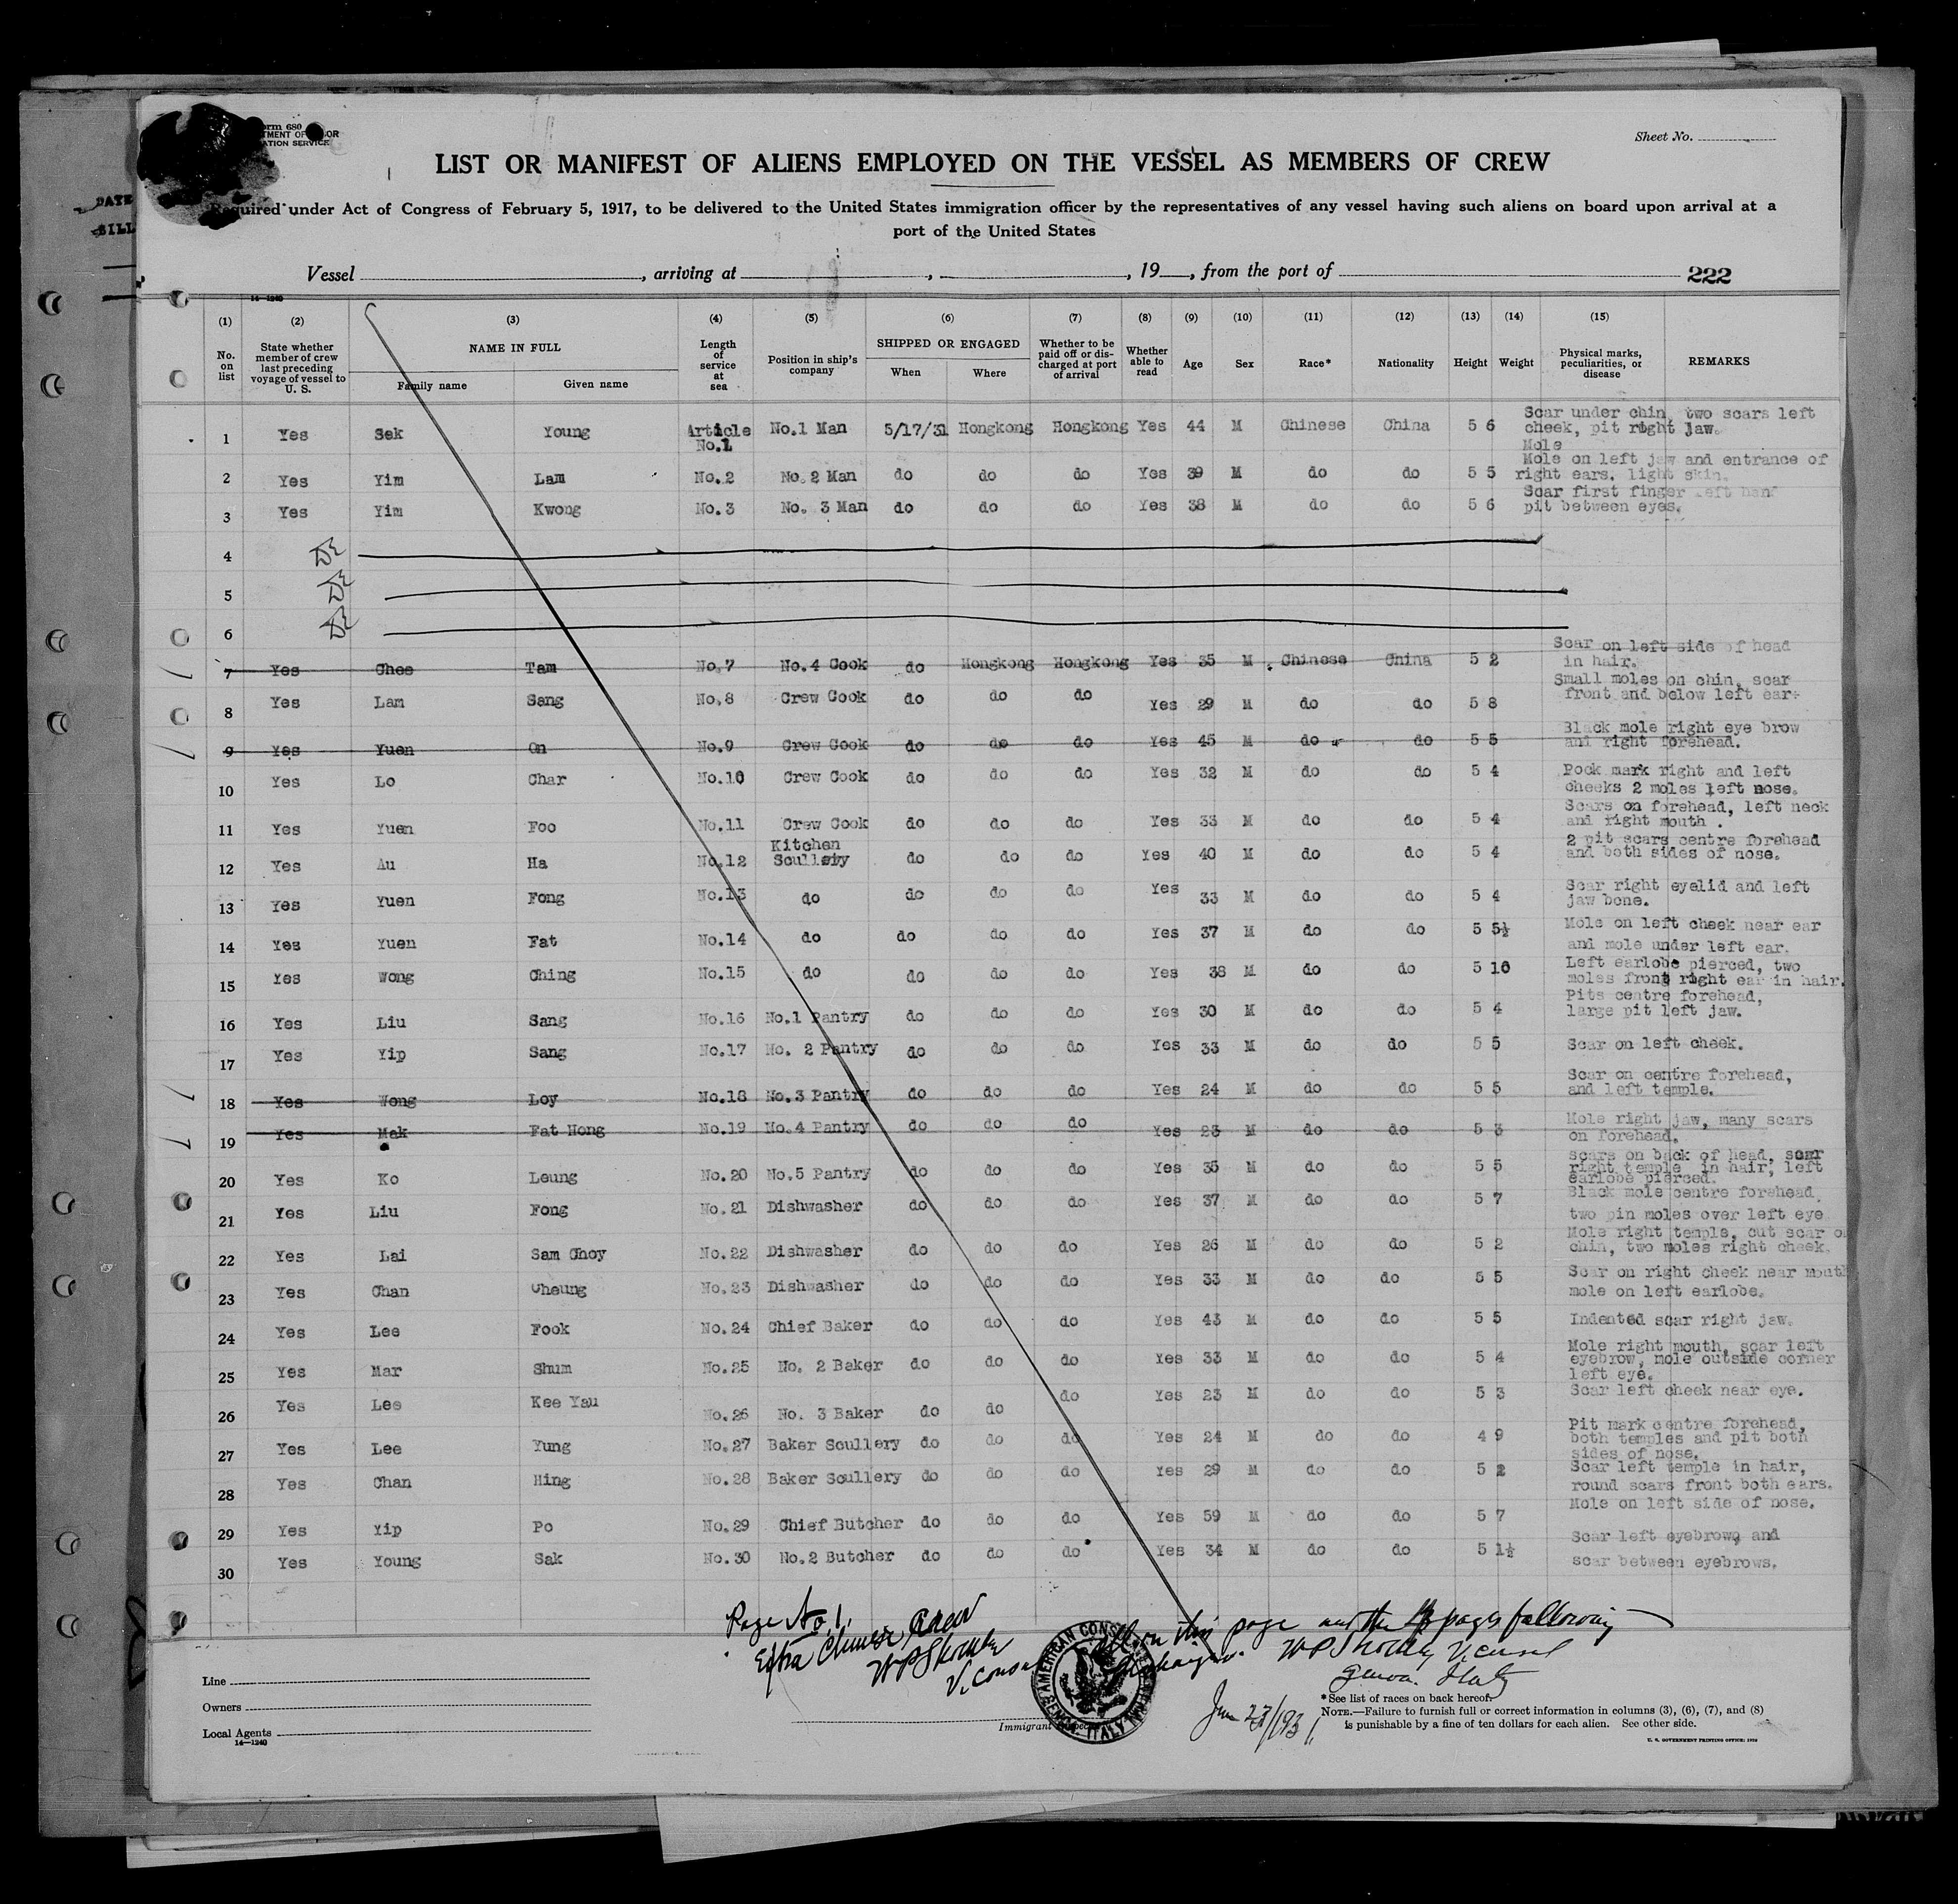 Form 680
Sheet No.
LIST OR MANIFEST OF ALIENS EMPLOYED ON THE VESSEL AS MEMBERS OF CREW
Required under Act of Congress of February 5, 1917, to be delivered to the United States immigration officer by the representatives of any vessel having such aliens on board upon arrival at a
port of the United States
Vessel , arriving at , , 19 , from the port of 222
14—1240
(1) (2) (3) (4) (5) (6) (7) (8) (9) (10) (11) (12) (13) (14) (15)
No. on list State whether member of crew last preceding voyage of vessel to U. S. NAME IN FULL Family name Given name Length of service at sea Position in ship's company SHIPPED OR ENGAGED When Where Whether to be paid off or discharged at port of arrival Whether able to read Age Sex Race* Nationality Height Weight Physical marks, peculiarities, or disease REMARKS
1 Yes Sek Young Article No.1 No.1 Man 5/17/31 Hongkong Hongkong Yes 44 M Chinese China 5 6 Scar under chin, two scars left cheek, pit right jaw. Mole
2 Yes Yim Lam No.2 No. 2 Man do do do Yes 39 M do do 5 5 Mole on left jaw and entrance of right ears. light skin.
3 Yes Yim Kwong No.3 No. 3 Man do do do Yes 38 M do do 5 6 Scar first finger left hand pit between eyes.
4
5
6
7 Yes Chee Tam No.7 No.4 Cook do Hongkong Hongkong Yes 35 M Chinese China 5 2 Scar on left side of head in hair.
8 Yes Lam Sang No.8 Crew Cook do do do Yes 29 M do do 5 8 Small moles on chin, scar front and below left ear.
9 Yes Yuen On No.9 Crew Cook do do do Yes 45 M do do 5 5 Black mole right eye brow and right forehead.
10 Yes Lo Char No.10 Crew Cook do do do Yes 32 M do do 5 4 Pock mark right and left cheeks 2 moles left nose.
11 Yes Yuen Foo No.11 Crew Cook do do do Yes 33 M do do 5 4 Scars on forehead, left neck and right mouth .
12 Yes Au Ha No.12 Kitchen Scullery do do do Yes 40 M do do 5 4 2 pit scars centre forehead and both sides of nose.
13 Yes Yuen Fong No.13 do do do do Yes 33 M do do 5 4 Scar right eyelid and left jaw bone.
14 Yes Yuen Fat No.14 do do do do Yes 37 M do do 5 5½ Mole on left cheek near ear and mole under left ear.
15 Yes Wong Ching No.15 do do do do Yes 38 M do do 5 10 Left earlobe pierced, two moles front right ear in hair.
16 Yes Liu Sang No.16 No.1 Pantry do do do Yes 30 M do do 5 4 Pits centre forehead, large pit left jaw.
17 Yes Yip Sang No.17 No. 2 Pantry do do do Yes 33 M do do 5 5 Scar on left cheek.
18 Yes Wong Loy No.18 No.3 Pantry do do do Yes 24 M do do 5 5 Scar on centre forehead, and left temple.
19 Yes Mak Fat Hong No.19 No.4 Pantry do do do Yes 23 M do do 5 3 Mole right jaw, many scars on forehead.
20 Yes Ko Leung No.20 No.5 Pantry do do do Yes 35 M do do 5 5 scars on back of head, scar right temple in hair, left earlobe pierced.
21 Yes Liu Fong No.21 Dishwasher do do do Yes 37 M do do 5 7 Black mole centre forehead, two pin moles over left eye
22 Yes Lai Sam Choy No.22 Dishwasher do do do Yes 26 M do do 5 2 Mole right temple, cut scar on chin, two moles right cheek.
23 Yes Chan Cheung No.23 Dishwasher do do do Yes 33 M do do 5 5 Scar on right cheek near mouth mole on left earlobe.
24 Yes Lee Fook No.24 Chief Baker do do do Yes 43 M do do 5 5 Indented scar right jaw.
25 Yes Mar Shum No.25 No. 2 Baker do do do Yes 33 M do do 5 4 Mole right mouth, scar left eyebrow, mole outside corner left eye.
26 Yes Lee Kee Yau No.26 No. 3 Baker do do do Yes 23 M do do 5 3 Scar left cheek near eye.
27 Yes Lee Yung No.27 Baker Scullery do do do Yes 24 M do do 4 9 Pit mark centre forehead, both temples and pit both sides of nose.
28 Yes Chan Hing No.28 Baker Scullery do do do Yes 29 M do do 5 2 Scar left temple in hair, round scars front both ears.
29 Yes Yip Po No.29 Chief Butcher do do do Yes 59 M do do 5 7 Mole on left side of nose.
30 Yes Young Sak No.30 No.2 Butcher do do do Yes 34 M do do 5 1½ Scar left eyebrow, and scar between eyebrows.
Page No 1.
Extra Chinese Crew
V. Consul
All on this page and the pages following
discharged.
V. Consul
Genoa. Italy
Jun 23/1931.
AMERICAN CONSULATE GENERAL GENOA ITALY
Line
Owners
Local Agents
14—1240
Immigrant Inspector
*See list of races on back hereof.
NOTE.—Failure to furnish full or correct information in columns (3), (6), (7), and (8)
is punishable by a fine of ten dollars for each alien. See other side.
U. S. GOVERNMENT PRINTING OFFICE: 1930